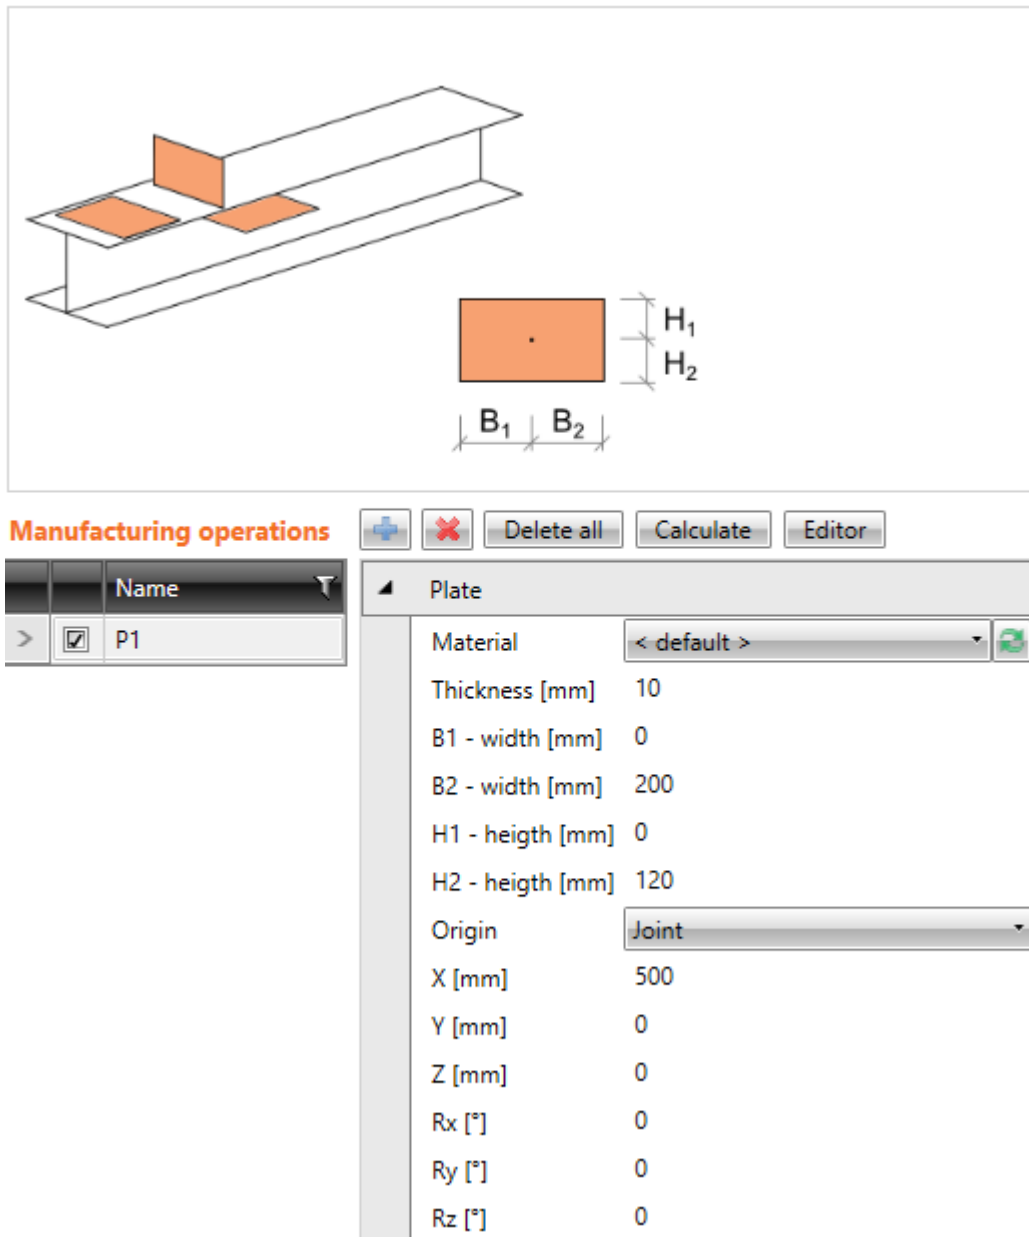 H1
H2
B1 B2
Manufacturing operations Delete all Calculate Editor
Name Plate
P1 Material < default >
Thickness [mm] 10
B1 - width [mm] 0
B2 - width [mm] 200
H1 - heigth [mm] 0
H2 - heigth [mm] 120
Origin Joint
X [mm] 500
Y [mm] 0
Z [mm] 0
Rx [°] 0
Ry [°] 0
Rz [°] 0